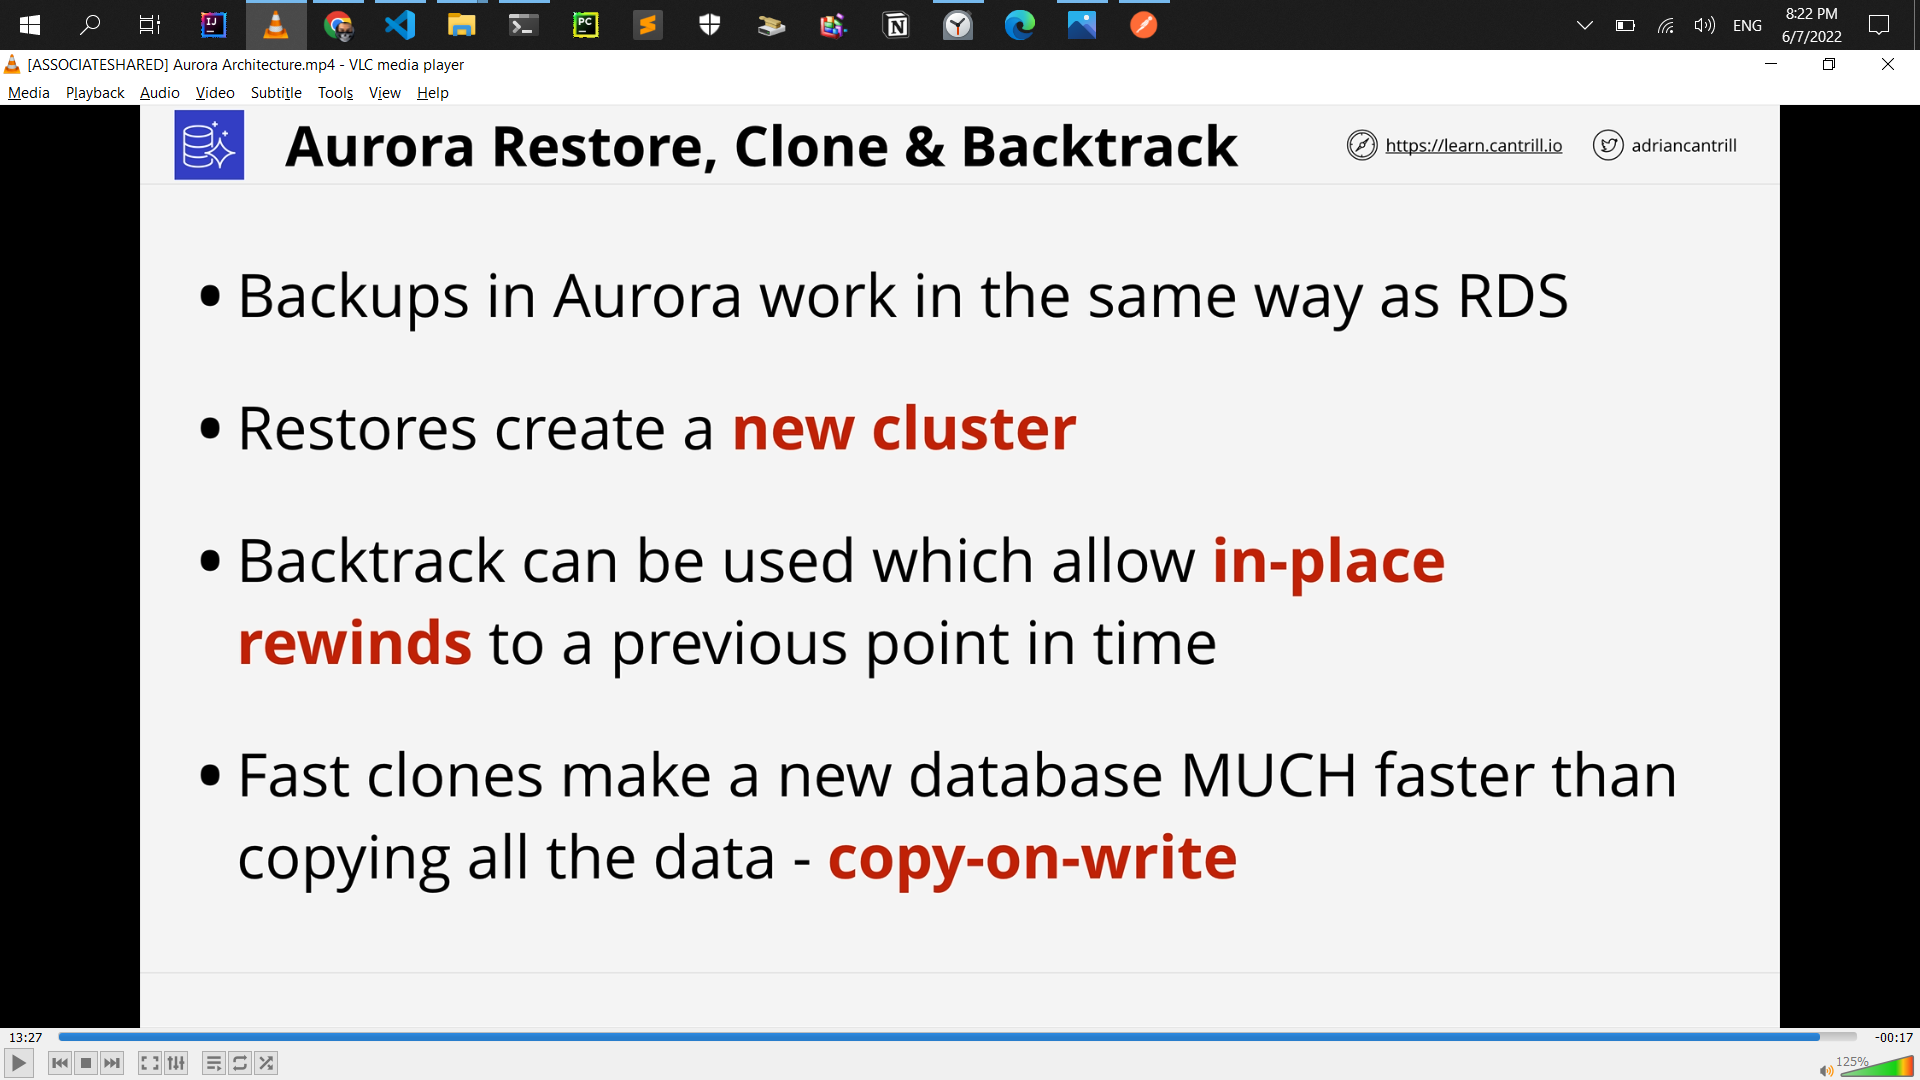 IJ
PC
N
ENG
8:22 PM
6/7/2022
[ASSOCIATESHARED] Aurora Architecture.mp4 - VLC media player
Media Playback Audio Video Subtitle Tools View Help
Aurora Restore, Clone & Backtrack
https://learn.cantrill.io
adriancantrill
• Backups in Aurora work in the same way as RDS
• Restores create a new cluster
• Backtrack can be used which allow in-place
rewinds to a previous point in time
• Fast clones make a new database MUCH faster than
copying all the data - copy-on-write
13:27
-00:17
125%